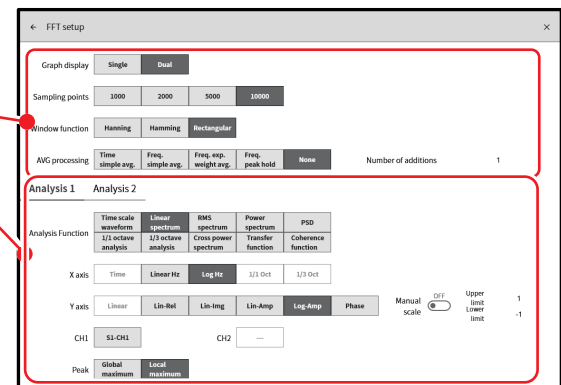 ← FFT setup ×
Graph display Single Dual
Sampling points 1000 2000 5000 10000
Window function Hanning Hamming Rectangular
AVG processing Time simple avg. Freq. simple avg. Freq. exp. weight avg. Freq. peak hold None Number of additions 1
Analysis 1 Analysis 2
Analysis Function Time scale waveform Linear spectrum RMS spectrum Power spectrum PSD
1/1 octave analysis 1/3 octave analysis Cross power spectrum Transfer function Coherence function
X axis Time Linear Hz Log Hz 1/1 Oct 1/3 Oct
Y axis Linear Lin-Rel Lin-Img Lin-Amp Log-Amp Phase Manual scale OFF Upper limit 1
Lower limit -1
CH1 S1-CH1 CH2 ---
Peak Global maximum Local maximum